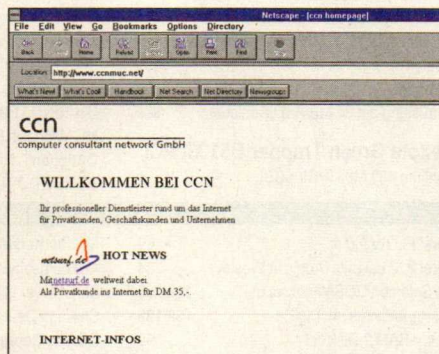 Netscape - [ccn homepage]
File Edit View Go Bookmarks Options Directory
Back Home Reload Open Print Find
Location: http://www.ccnmuc.net/
What's New! What's Cool! Handbook Net Search Net Directory Newsgroups
ccn
computer consultant network GmbH
WILLKOMMEN BEI CCN
Ihr professioneller Dienstleister rund um das Internet
für Privatkunden, Geschäftskunden und Unternehmen
netsurf.de HOT NEWS
Mit netsurf.de weltweit dabei
Als Privatkunde ins Internet für DM 35,-.
INTERNET-INFOS